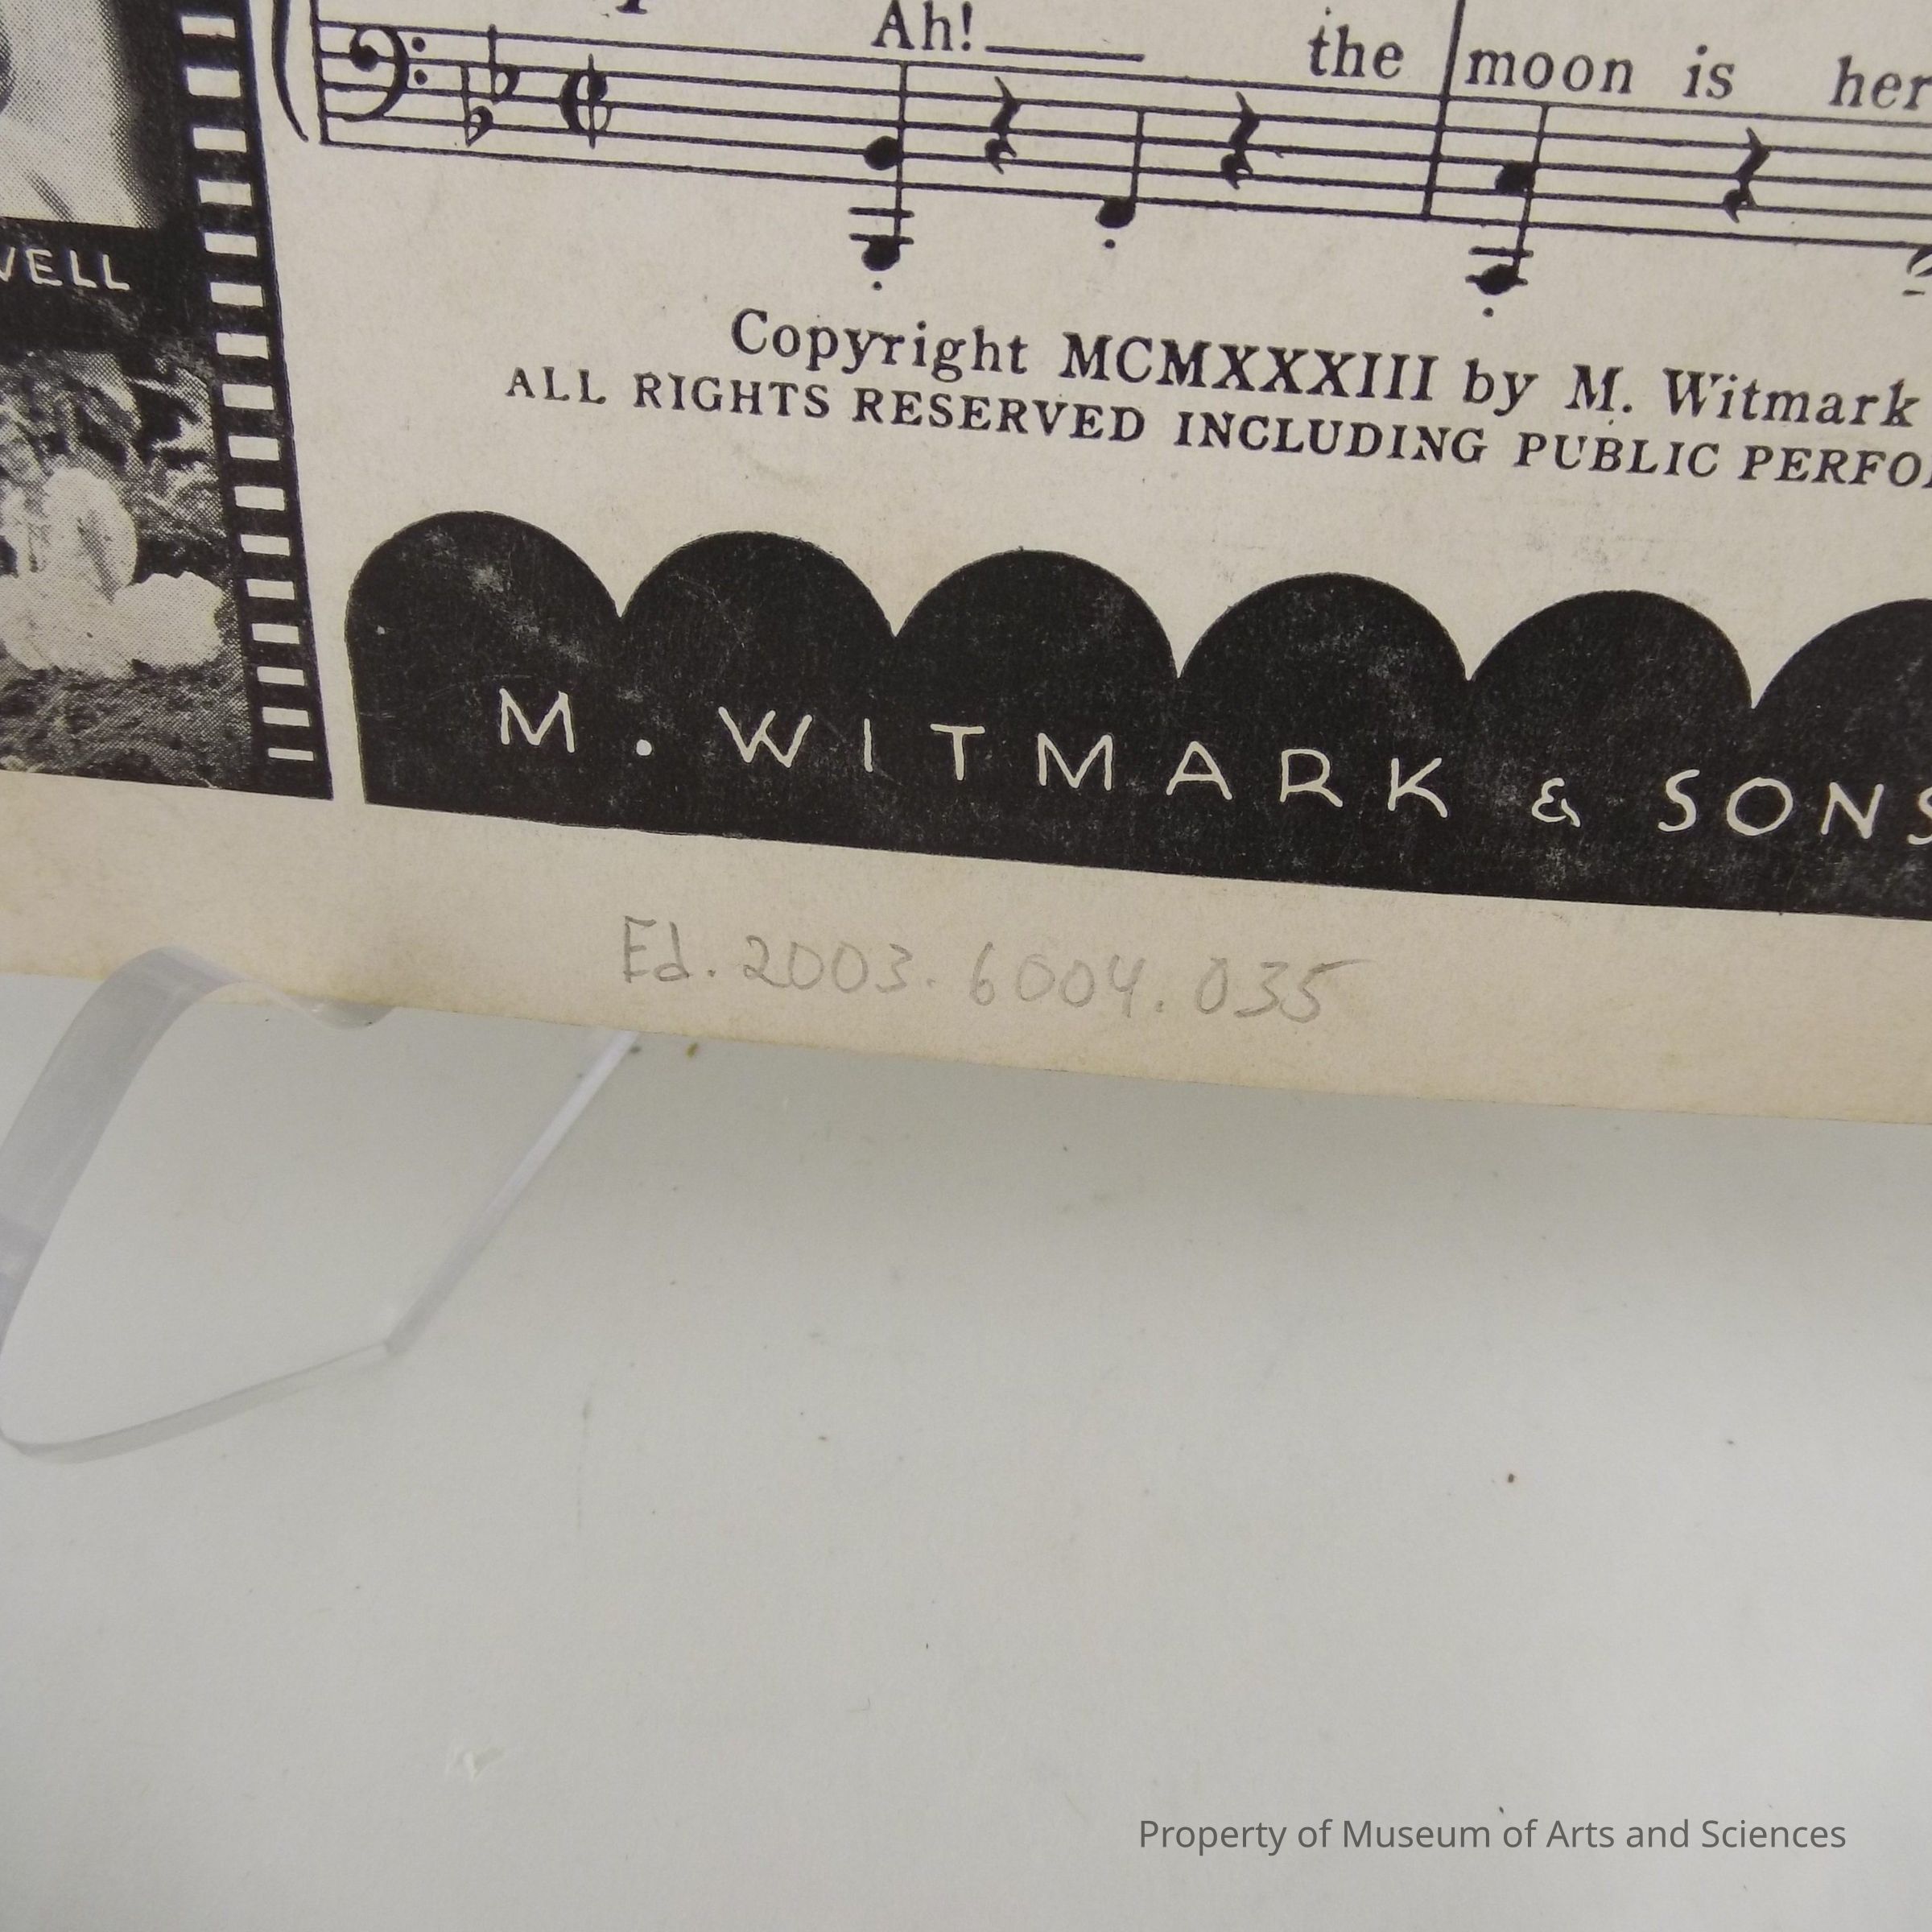 Ah!
the moon is
Copyright MCMXXXIII by M. Witmark
ALL RIGHTS RESERVED INCLUDING PUBLIC
M. WITMARK & SONS
Ed. 2003. 6004. 035
Property of Museum of Arts and Sciences